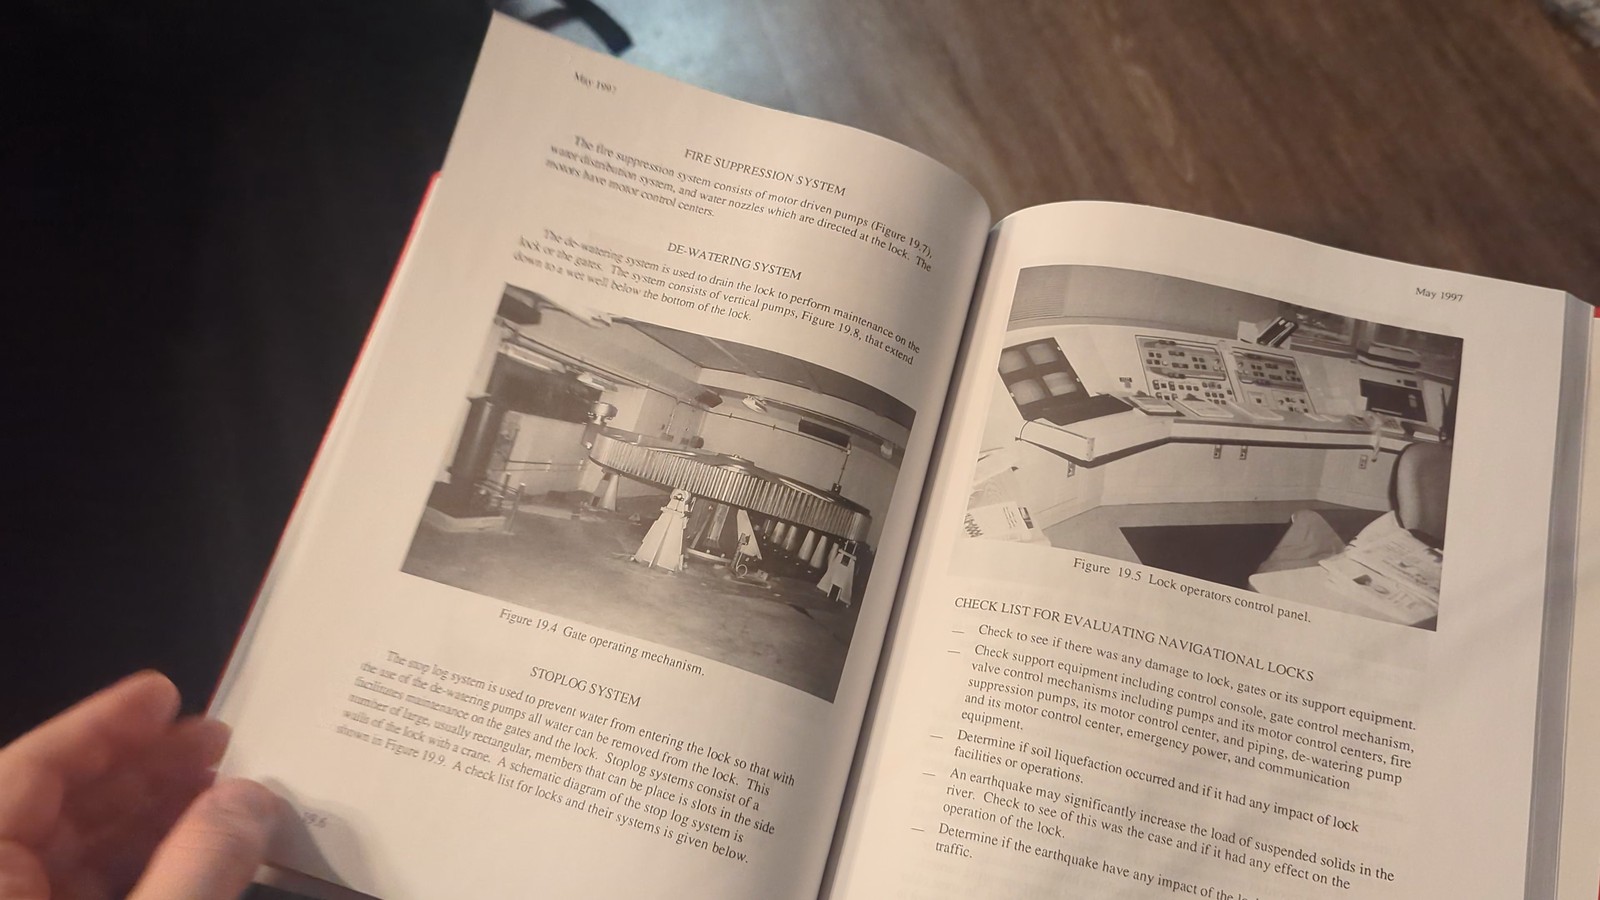 May 1997
FIRE SUPPRESSION SYSTEM
The fire suppression system consists of motor driven pumps (Figure 19.7),
water distribution system, and water nozzles which are directed at the lock. The
motors have motor control centers.
DE-WATERING SYSTEM
The de-watering system is used to drain the lock to perform maintenance on the
lock or the gates. The system consists of vertical pumps, Figure 19.8, that extend
down to a wet well below the bottom of the lock.
Figure 19.4 Gate operating mechanism.
STOPLOG SYSTEM
The stop log system is used to prevent water from entering the lock so that with
the use of the de-watering pumps all water can be removed from the lock. This
facilitates maintenance on the gates and the lock. Stoplog systems consist of a
number of large, usually rectangular, members that can be place is slots in the side
walls of the lock with a crane. A schematic diagram of the stop log system is
shown in Figure 19.9. A check list for locks and their systems is given below.
19.6
May 1997
Figure 19.5 Lock operators control panel.
CHECK LIST FOR EVALUATING NAVIGATIONAL LOCKS
__ Check to see if there was any damage to lock, gates or its support equipment.
__ Check support equipment including control console, gate control mechanism,
valve control mechanisms including pumps and its motor control centers, fire
suppression pumps, its motor control center, and piping, de-watering pump
and its motor control center, emergency power, and communication
equipment.
__ Determine if soil liquefaction occurred and if it had any impact of lock
facilities or operations.
__ An earthquake may significantly increase the load of suspended solids in the
river. Check to see of this was the case and if it had any effect on the
operation of the lock.
__ Determine if the earthquake have any impact of the
traffic.